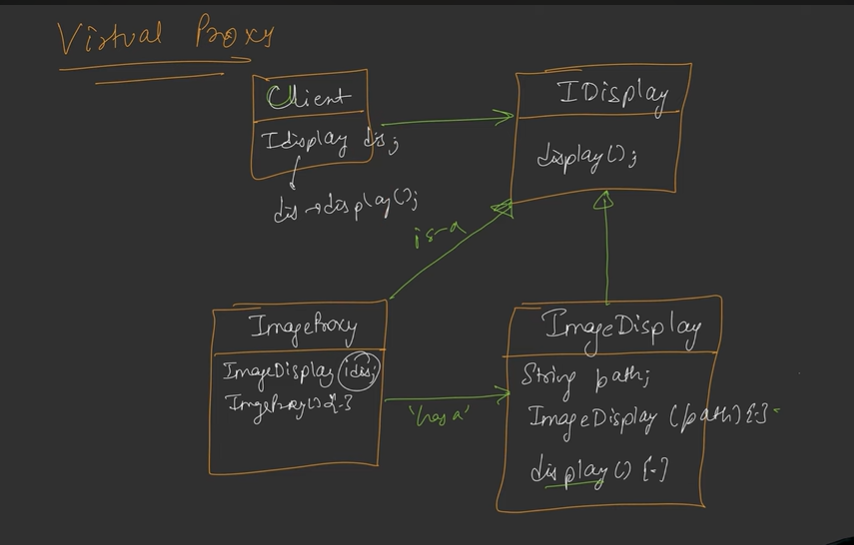 Virtual Proxy
Client
Idisplay dis;
dis → display();
IDisplay
display();
is-a
ImageProxy
ImageDisplay idis;
ImageProxy() {-}
'has a'
ImageDisplay
String path;
ImageDisplay (path) {-}
display() {-}